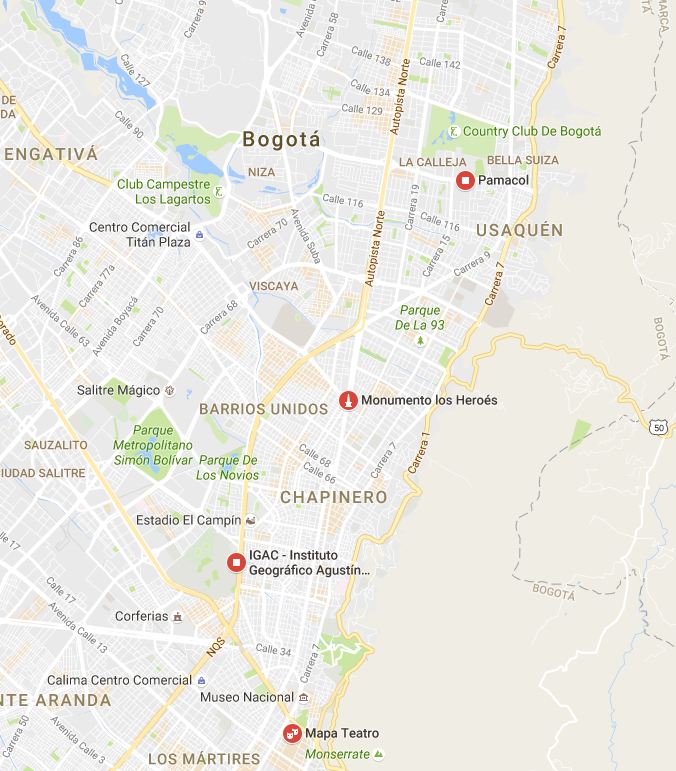 Calle 127
Avenida C
Carrera 9
Avenida
Calle 58
Calle 138
Calle 142
Calle 134
Calle 129
Autopista Norte
Carrera 7
Calle 90
Bogotá
Country Club De Bogotá
LA CALLEJA
BELLA SUIZA
ENGATIVÁ
NIZA
Pamacol
Club Campestre
Los Lagartos
Calle 116
Carrera 19
Calle 116
Centro Comercial
Titán Plaza
Carrera 70
Avenida Suba
Autopista Norte
Carrera 15
USAQUÉN
Carrera 86
Carrera 77a
Carrera 9
VISCAYA
Carrera 7
Avenida Boyacá
Carrera 68
Parque
De La 93
Avenida Calle 63
Carrera 70
BOGOTÁ
Salitre Mágico
Monumento los Heroés
BARRIOS UNIDOS
50
Parque
Metropolitano
Simón Bolívar
Parque De
Los Novios
SAUZALITO
CIUDAD SALITRE
Calle 68
Calle 66
Carrera 7
Carrera 1
CHAPINERO
Estadio El Campín
IGAC - Instituto
Geográfico Agustín...
BOGOTÁ
Calle 17
Avenida Calle 13
Corferias
NQS
Calle 34
Carrera 7
Calima Centro Comercial
NTE ARANDA
Museo Nacional
Carrera 50
Mapa Teatro
Monserrate
LOS MÁRTIRES